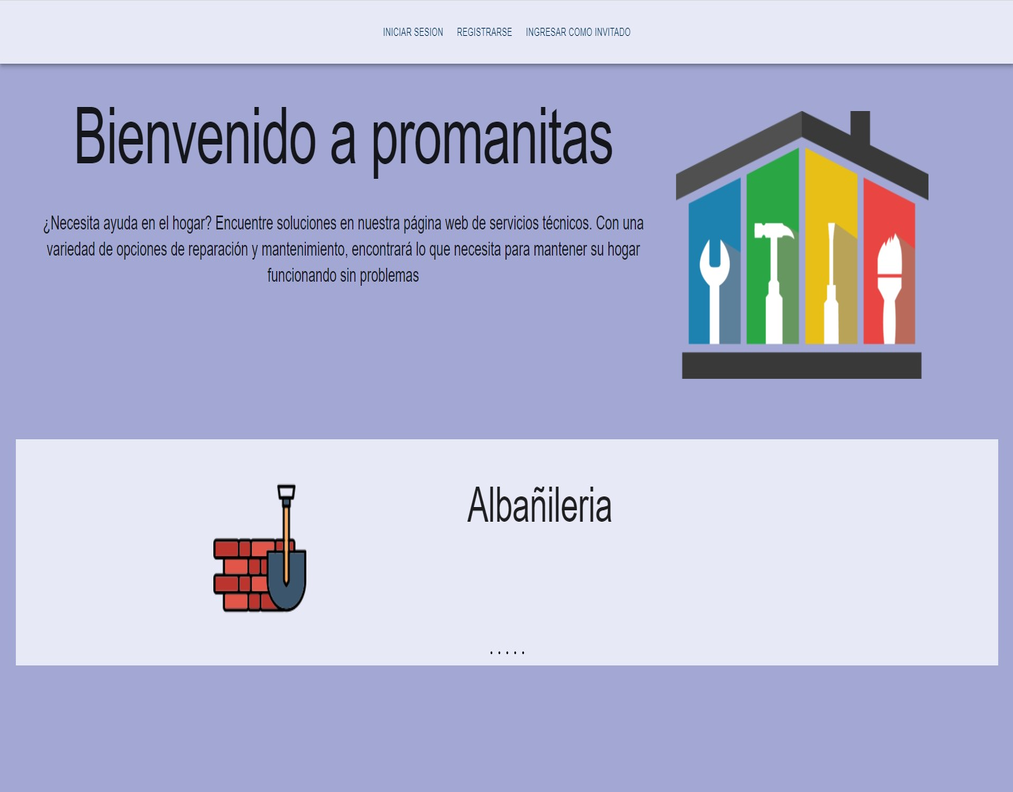 INICIAR SESION REGISTRARSE INGRESAR COMO INVITADO
Bienvenido a promanitas
¿Necesita ayuda en el hogar? Encuentre soluciones en nuestra página web de servicios técnicos. Con una
variedad de opciones de reparación y mantenimiento, encontrará lo que necesita para mantener su hogar
funcionando sin problemas
Albañileria
. . . . .